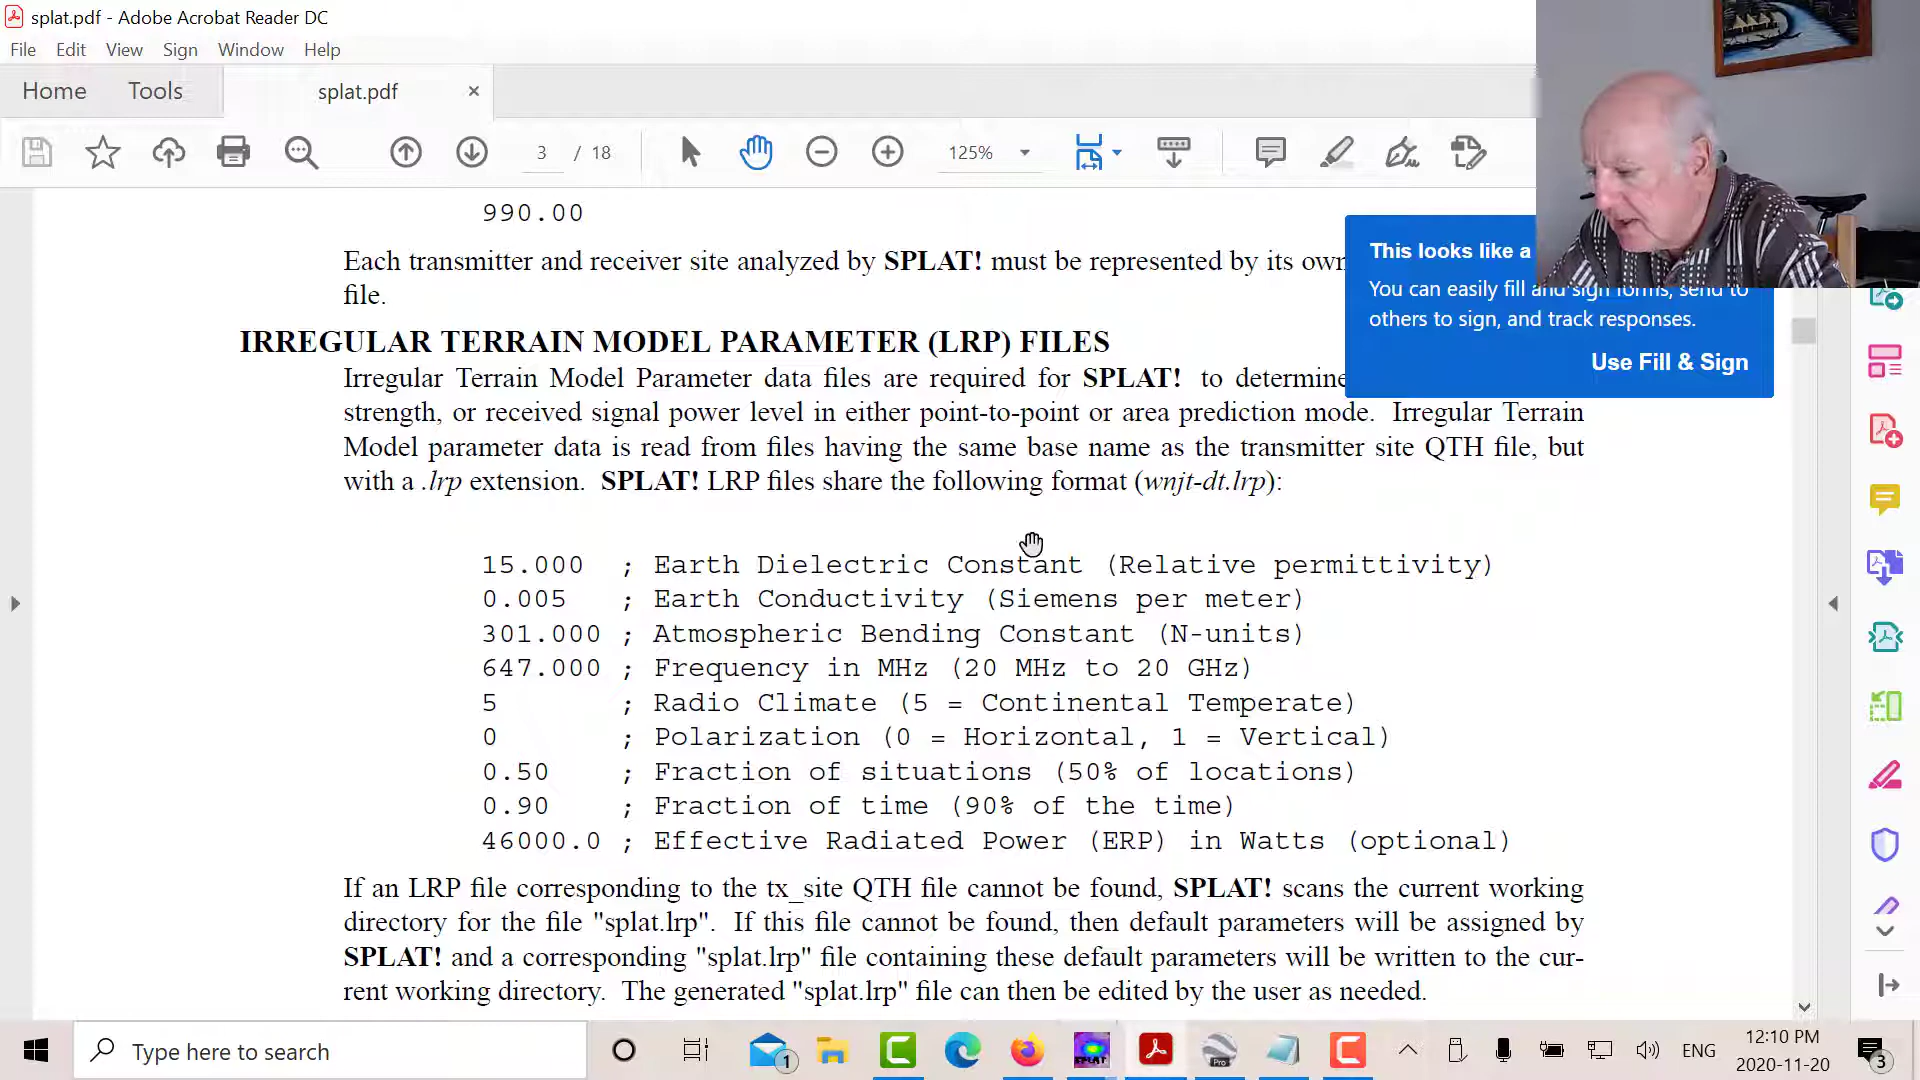 splat.pdf - Adobe Acrobat Reader DC
File Edit View Sign Window Help
Home Tools splat.pdf ×
3 / 18 125%
990.00
Each transmitter and receiver site analyzed by SPLAT! must be represented by its own
file.
This looks like a
You can easily fill and sign forms, send to
others to sign, and track responses.
Use Fill & Sign
IRREGULAR TERRAIN MODEL PARAMETER (LRP) FILES
Irregular Terrain Model Parameter data files are required for SPLAT! to determine
strength, or received signal power level in either point-to-point or area prediction mode. Irregular Terrain
Model parameter data is read from files having the same base name as the transmitter site QTH file, but
with a .lrp extension. SPLAT! LRP files share the following format (wnjt-dt.lrp):
15.000 ; Earth Dielectric Constant (Relative permittivity)
0.005 ; Earth Conductivity (Siemens per meter)
301.000 ; Atmospheric Bending Constant (N-units)
647.000 ; Frequency in MHz (20 MHz to 20 GHz)
5 ; Radio Climate (5 = Continental Temperate)
0 ; Polarization (0 = Horizontal, 1 = Vertical)
0.50 ; Fraction of situations (50% of locations)
0.90 ; Fraction of time (90% of the time)
46000.0 ; Effective Radiated Power (ERP) in Watts (optional)
If an LRP file corresponding to the tx_site QTH file cannot be found, SPLAT! scans the current working
directory for the file "splat.lrp". If this file cannot be found, then default parameters will be assigned by
SPLAT! and a corresponding "splat.lrp" file containing these default parameters will be written to the cur-
rent working directory. The generated "splat.lrp" file can then be edited by the user as needed.
Type here to search
1
SPLAT!
Pro
ENG
12:10 PM
2020-11-20
3